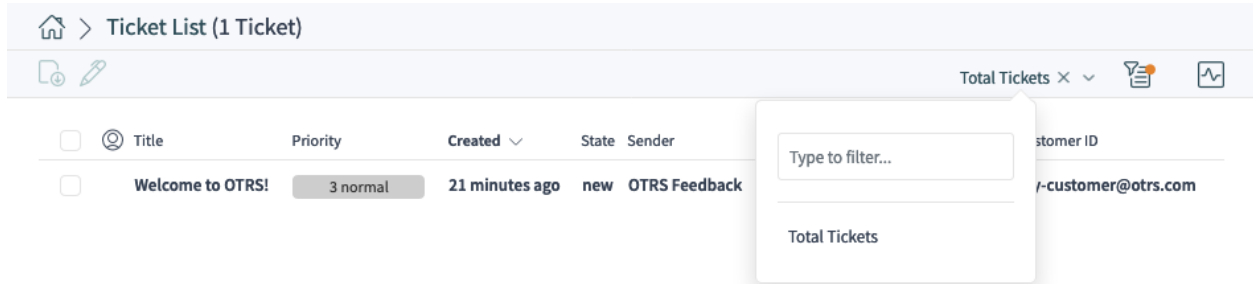 Ticket List (1 Ticket)
Total Tickets
Title Priority Created State Sender stomer ID
Type to filter...
Welcome to OTRS! 3 normal 21 minutes ago new OTRS Feedback y-customer@otrs.com
Total Tickets